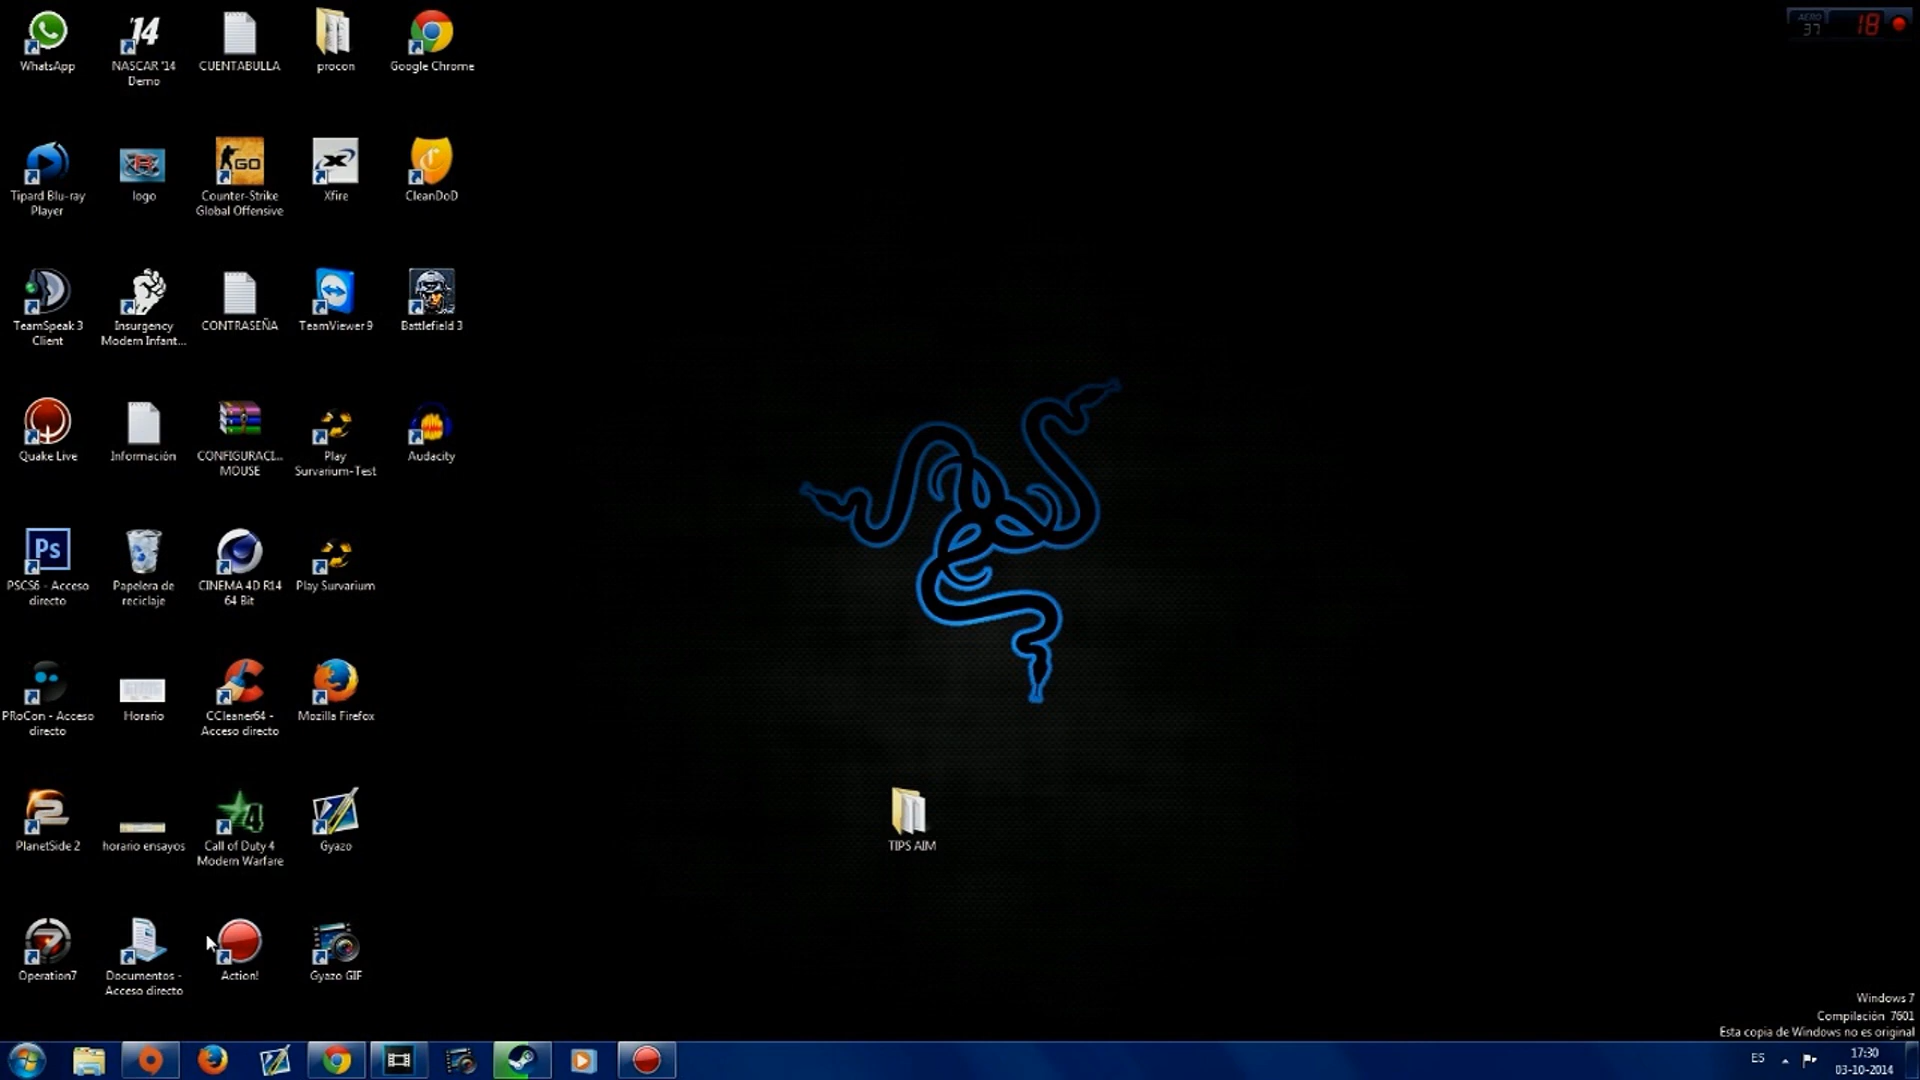 WhatsApp
NASCAR '14
Demo
CUENTABULLA
procon
Google Chrome
AERO
37
18
Tipard Blu-ray
Player
logo
GO
Counter-Strike
Global Offensive
Xfire
CleanDoD
TeamSpeak 3
Client
Insurgency
Modern Infant...
CONTRASEÑA
TeamViewer 9
Battlefield 3
Quake Live
Información
CONFIGURACI...
MOUSE
Play
Survarium-Test
Audacity
Ps
PSCS6 - Acceso
directo
Papelera de
reciclaje
CINEMA 4D R14
64 Bit
Play Survarium
PRoCon - Acceso
directo
Horario
CCleaner64 -
Acceso directo
Mozilla Firefox
PlanetSide 2
horario ensayos
Call of Duty 4
Modern Warfare
Gyazo
TIPS AIM
Operation7
Documentos -
Acceso directo
Action!
Gyazo GIF
Windows 7
Compilación 7601
Esta copia de Windows no es original
ES
17:30
03-10-2014